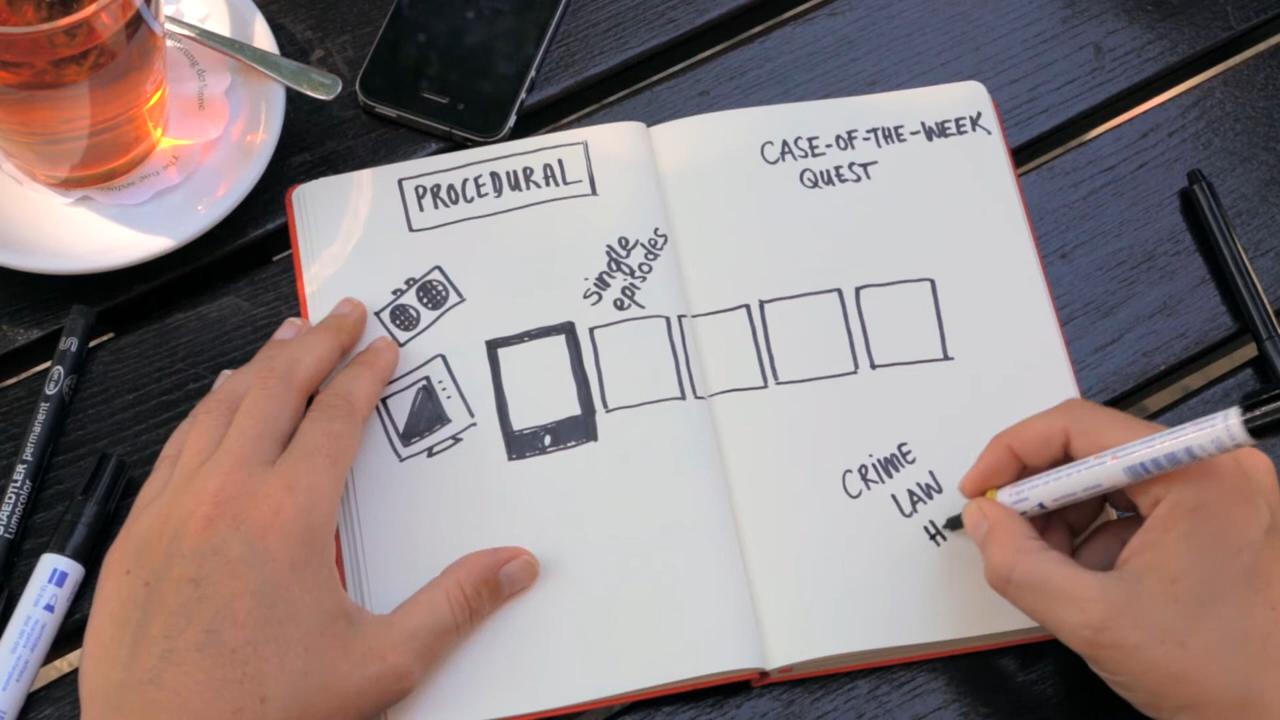 PROCEDURAL
CASE-OF-THE-WEEK
QUEST
single
episodes
CRIME
LAW
H
STAEDTLER permanent
Lumocolor
S